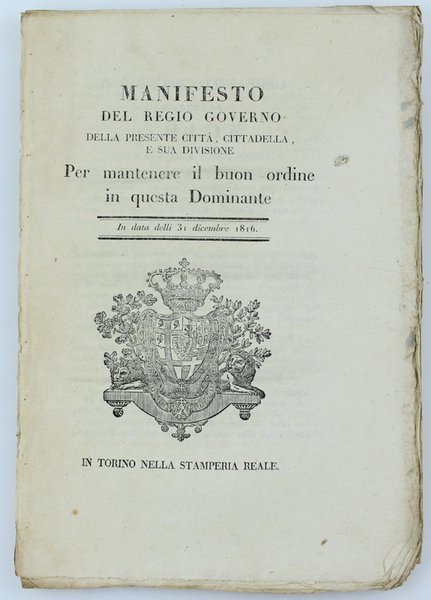 MANIFESTO
DEL REGIO GOVERNO
DELLA PRESENTE CITTÀ, CITTADELLA,
E SUA DIVISIONE
Per mantenere il buon ordine
in questa Dominante
In data delli 31 dicembre 1816.
IN TORINO NELLA STAMPERIA REALE.